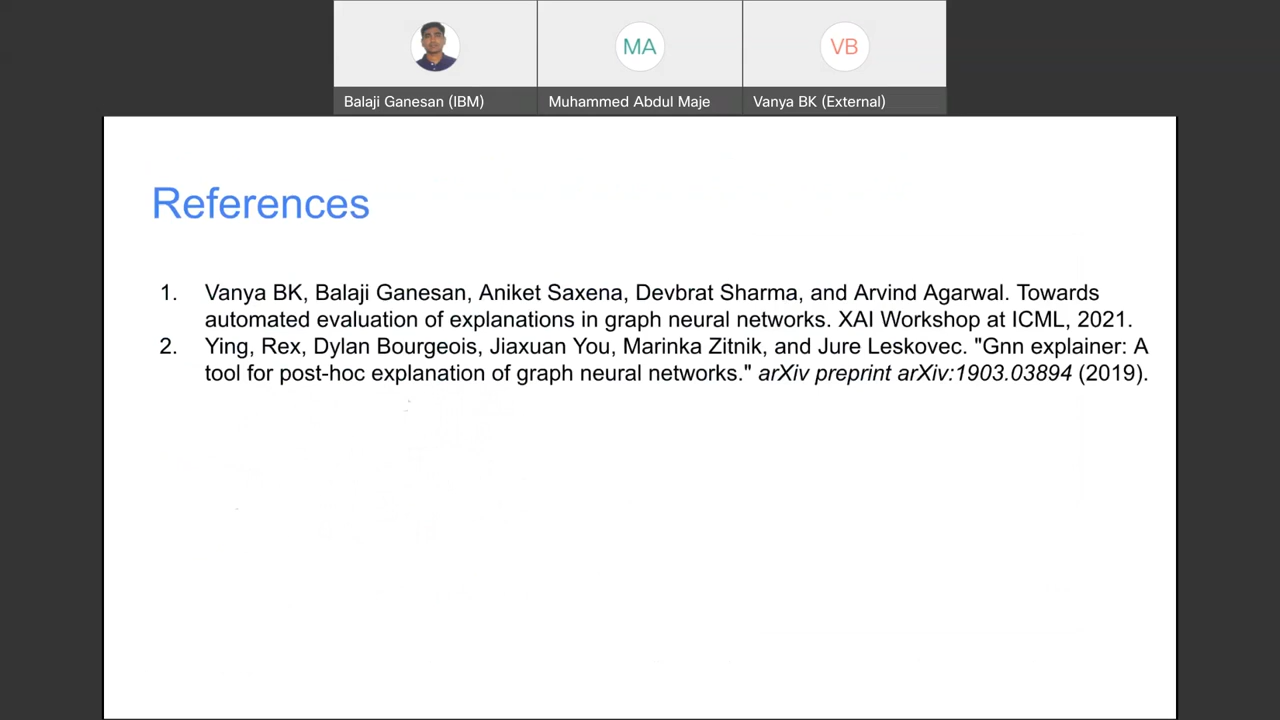 MA
VB
Balaji Ganesan (IBM)
Muhammed Abdul Maje
Vanya BK (External)
References
1. Vanya BK, Balaji Ganesan, Aniket Saxena, Devbrat Sharma, and Arvind Agarwal. Towards
automated evaluation of explanations in graph neural networks. XAI Workshop at ICML, 2021.
2. Ying, Rex, Dylan Bourgeois, Jiaxuan You, Marinka Zitnik, and Jure Leskovec. "Gnn explainer: A
tool for post-hoc explanation of graph neural networks." arXiv preprint arXiv:1903.03894 (2019).